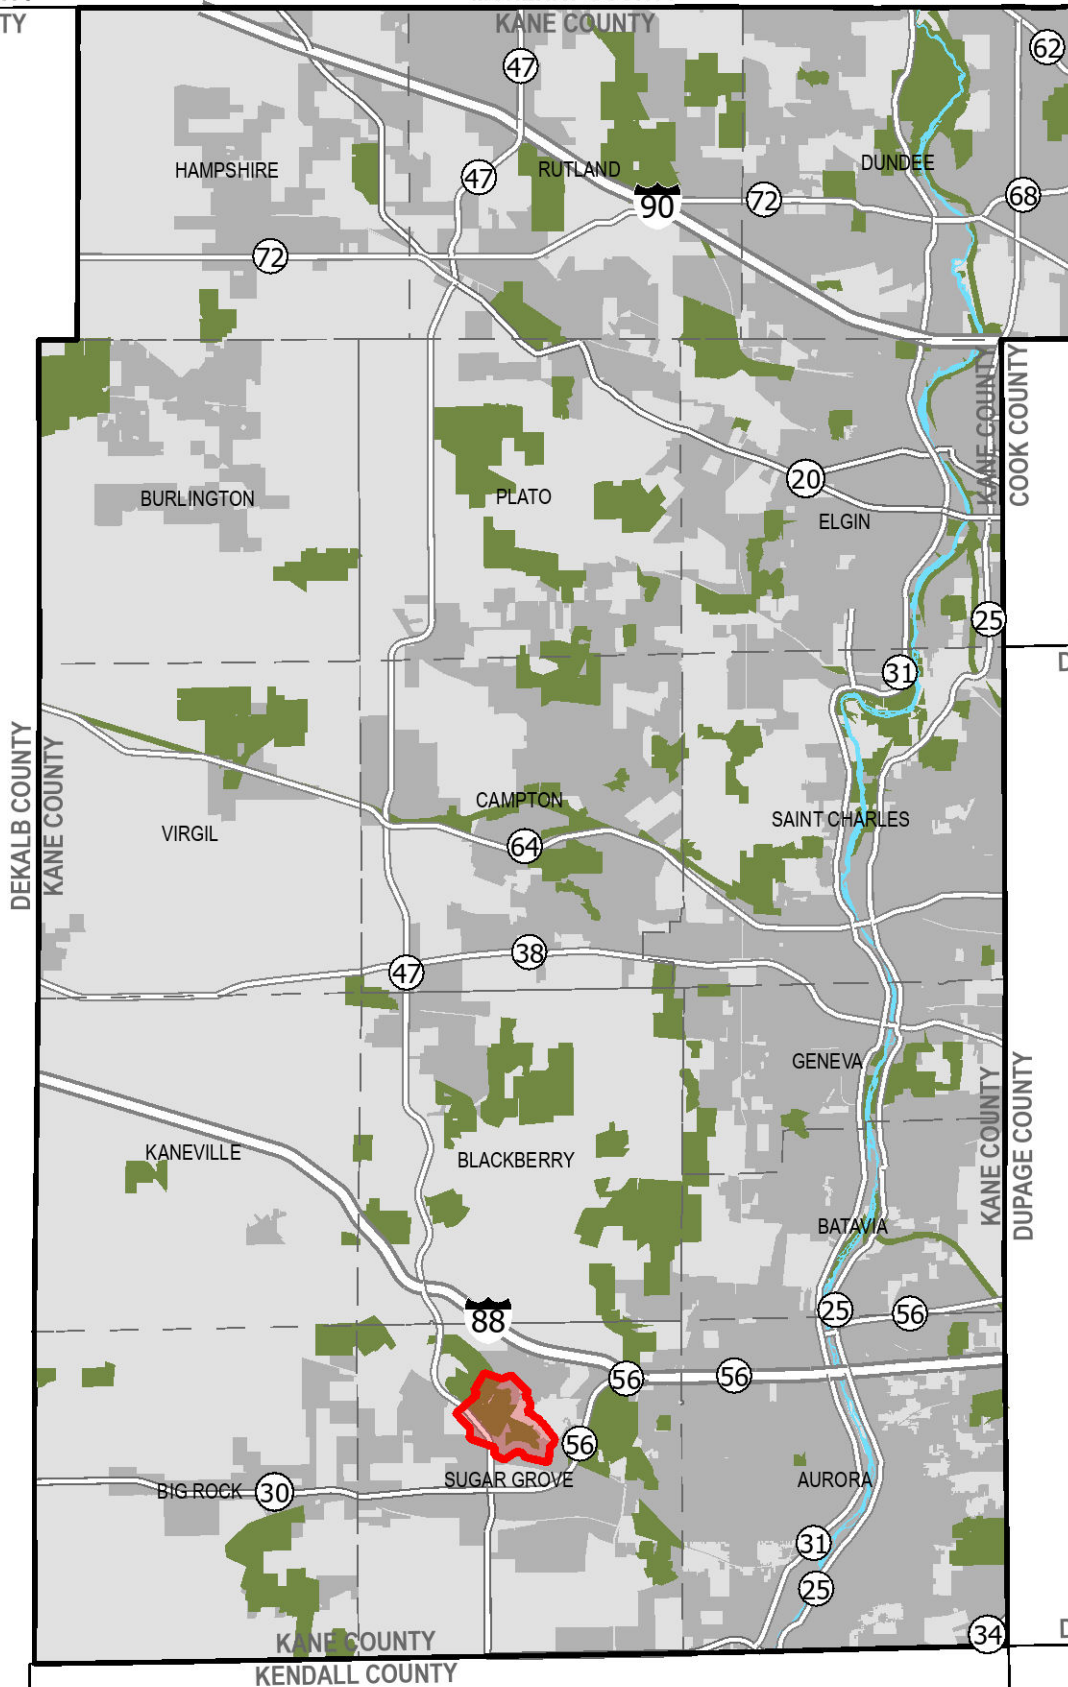 TY
KANE COUNTY
47
62
HAMPSHIRE
47
RUTLAND
DUNDEE
90
72
68
72
KANE COUNTY
COOK COUNTY
BURLINGTON
PLATO
20
ELGIN
25
31
D
DEKALB COUNTY
KANE COUNTY
VIRGIL
CAMPTON
SAINT CHARLES
64
38
47
GENEVA
KANE COUNTY
DUPAGE COUNTY
KANEVILLE
BLACKBERRY
BATAVIA
25
56
88
56
56
56
SUGAR GROVE
AURORA
BIG ROCK
30
31
25
34
D
KANE COUNTY
KENDALL COUNTY